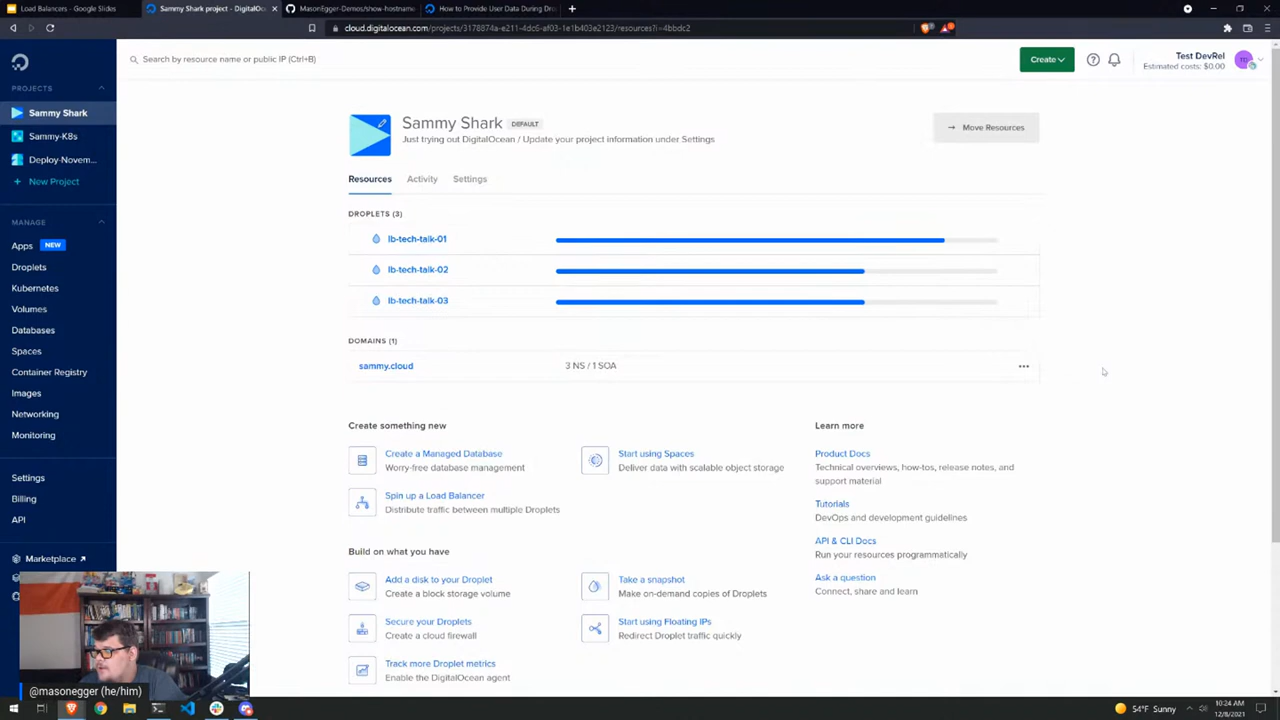 Load Balancers - Google Slides
Sammy Shark project - DigitalOc
MasonEgger-Demos/show-hostname
How to Provide User Data During Dro
cloud.digitalocean.com/projects/3178874a-e211-4dc6-af03-1e1b403e2123/resources?i=4bbdc2
Search by resource name or public IP (Ctrl+B)
Create
Test DevRel
Estimated costs: $0.00
PROJECTS
Sammy Shark
Sammy-K8s
Deploy-Novem...
+ New Project
MANAGE
Apps NEW
Droplets
Kubernetes
Volumes
Databases
Spaces
Container Registry
Images
Networking
Monitoring
Settings
Billing
API
Marketplace
Sammy Shark DEFAULT
Just trying out DigitalOcean / Update your project information under Settings
→ Move Resources
Resources Activity Settings
DROPLETS (3)
lb-tech-talk-01
lb-tech-talk-02
lb-tech-talk-03
DOMAINS (1)
sammy.cloud 3 NS / 1 SOA
Create something new
Create a Managed Database
Worry-free database management
Start using Spaces
Deliver data with scalable object storage
Spin up a Load Balancer
Distribute traffic between multiple Droplets
Build on what you have
Add a disk to your Droplet
Create a block storage volume
Take a snapshot
Make on-demand copies of Droplets
Secure your Droplets
Create a cloud firewall
Start using Floating IPs
Redirect Droplet traffic quickly
Track more Droplet metrics
Enable the DigitalOcean agent
Learn more
Product Docs
Technical overviews, how-tos, release notes, and
support material
Tutorials
DevOps and development guidelines
API & CLI Docs
Run your resources programmatically
Ask a question
Connect, share and learn
@masonegger (he/him)
54°F Sunny
10:24 AM
12/8/2021